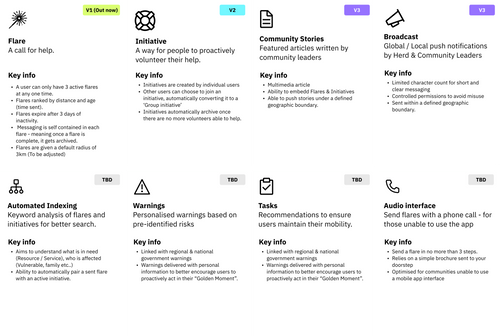 V1 (Out now)
Flare
A call for help.
Key info
• A user can only have 3 active flares
at any one time.
• Flares ranked by distance and age
(time sent).
• Flares expire after 3 days of
inactivity.
• Messaging is self contained in each
flare - meaning once a flare is
complete, it gets archived.
• Flares are given a default radius of
3km (To be adjusted)
V2
Initiative
A way for people to proactively
volunteer their help.
Key info
• Initiatives are created by individual users
• Other users can choose to join an
initiative, automatically converting it to a
'Group initiative'
• Initiatives automatically archive once
there are no more volunteers able to help.
V3
Community Stories
Featured articles written by
community leaders
Key info
• Multimedia article
• Ability to embedd Flares & Initiatives
• Able to push stories under a defined
geographic boundary.
V3
Broadcast
Global / Local push notifications
by Herd & Community Leaders
Key info
• Limited character count for short and
clear messaging
• Controlled permissions to avoid misuse
• Sent within a defined geographic
boundary.
TBD
Automated Indexing
Keyword analysis of flares and
initiatives for better search.
Key info
• Aims to understand what is in need
(Resource / Service), who is affected
(Vulnerable, family etc..)
• Ability to automatically pair a sent flare
with an active initiative.
TBD
Warnings
Personalised warnings based on
pre-identified risks
Key info
• Linked with regional & national
government warnings
• Warnings delivered with personal
information to better encourage users to
proactively act in their "Golden Moment".
TBD
Tasks
Recommendations to ensure
users maintain their mobility.
Key info
• Linked with regional & national
government warnings
• Warnings delivered with personal
information to better encourage users to
proactively act in their "Golden Moment".
TBD
Audio interface
Send flares with a phone call - for
those unable to use the app
Key info
• Send a flare in no more than 3 steps.
• Relies on a simple brochure sent to your
doorstep
• Optimised for communities unable to use
a mobile app interface